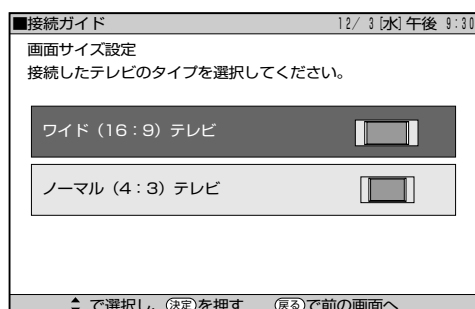 ■接続ガイド 12/ 3[水]午後 9:30
画面サイズ設定
接続したテレビのタイプを選択してください。
ワイド（16：9）テレビ
ノーマル（4：3）テレビ
で選択し、決定を押す 戻るで前の画面へ